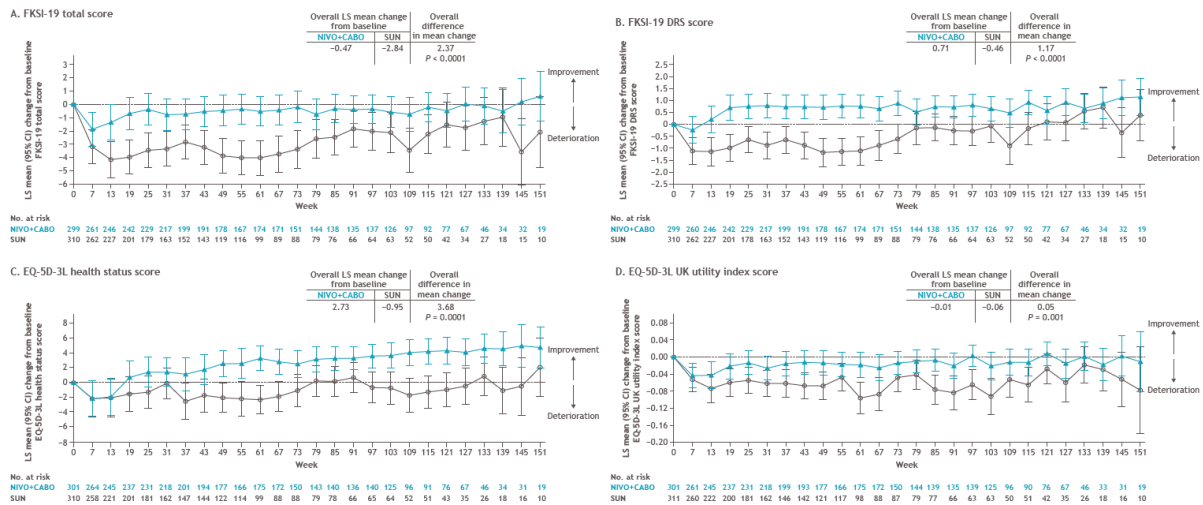 A. FKSI-19 total score
Overall LS mean change from baseline
Overall difference in mean change
NIVO+CABO SUN
−0.47 −2.84 2.37
P < 0.0001
LS mean (95% CI) change from baseline
FKSI-19 total score
3
2
1
0
−1
−2
−3
−4
−5
−6
Improvement
Deterioration
0 7 13 19 25 31 37 43 49 55 61 67 73 79 85 91 97 103 109 115 121 127 133 139 145 151
Week
No. at risk
NIVO+CABO 299 261 246 242 229 217 199 191 178 167 174 171 151 144 138 135 137 126 97 92 77 67 46 34 32 19
SUN 310 262 227 201 179 163 152 143 119 116 99 89 88 79 76 66 64 63 52 50 42 34 27 18 15 10
B. FKSI-19 DRS score
Overall LS mean change from baseline
Overall difference in mean change
NIVO+CABO SUN
0.71 −0.46 1.17
P < 0.0001
LS mean (95% CI) change from baseline
FKSI-19 DRS score
2.5
2.0
1.5
1.0
0.5
0.0
−0.5
−1.0
−1.5
−2.0
−2.5
Improvement
Deterioration
0 7 13 19 25 31 37 43 49 55 61 67 73 79 85 91 97 103 109 115 121 127 133 139 145 151
Week
No. at risk
NIVO+CABO 299 260 246 242 229 217 199 191 178 167 174 171 151 144 138 135 137 126 97 92 77 67 46 34 32 19
SUN 310 262 227 201 178 163 152 143 119 116 99 89 88 79 76 66 64 63 52 50 42 34 27 18 15 10
C. EQ-5D-3L health status score
Overall LS mean change from baseline
Overall difference in mean change
NIVO+CABO SUN
2.73 −0.95 3.68
P = 0.0001
LS mean (95% CI) change from baseline
EQ-5D-3L health status score
8
6
4
2
0
−2
−4
−6
−8
Improvement
Deterioration
0 7 13 19 25 31 37 43 49 55 61 67 73 79 85 91 97 103 109 115 121 127 133 139 145 151
No. at risk
NIVO+CABO 301 264 245 237 231 218 201 194 177 166 175 172 150 143 140 136 140 125 96 91 76 67 46 34 31 19
SUN 310 258 221 201 181 162 147 144 122 114 99 88 88 79 78 66 65 64 52 51 43 35 26 18 16 10
D. EQ-5D-3L UK utility index score
Overall LS mean change from baseline
Overall difference in mean change
NIVO+CABO SUN
−0.01 −0.06 0.05
P = 0.001
LS mean (95% CI) change from baseline
EQ-5D-3L UK utility index score
0.08
0.04
0.00
−0.04
−0.08
−0.12
−0.16
−0.20
Improvement
Deterioration
0 7 13 19 25 31 37 43 49 55 61 67 73 79 85 91 97 103 109 115 121 127 133 139 145 151
No. at risk
NIVO+CABO 301 261 245 237 231 218 199 193 177 166 175 172 150 144 139 135 139 125 96 90 76 67 46 33 31 19
SUN 311 260 222 200 181 162 146 142 121 117 98 88 87 79 77 66 63 63 50 51 42 35 26 18 16 10